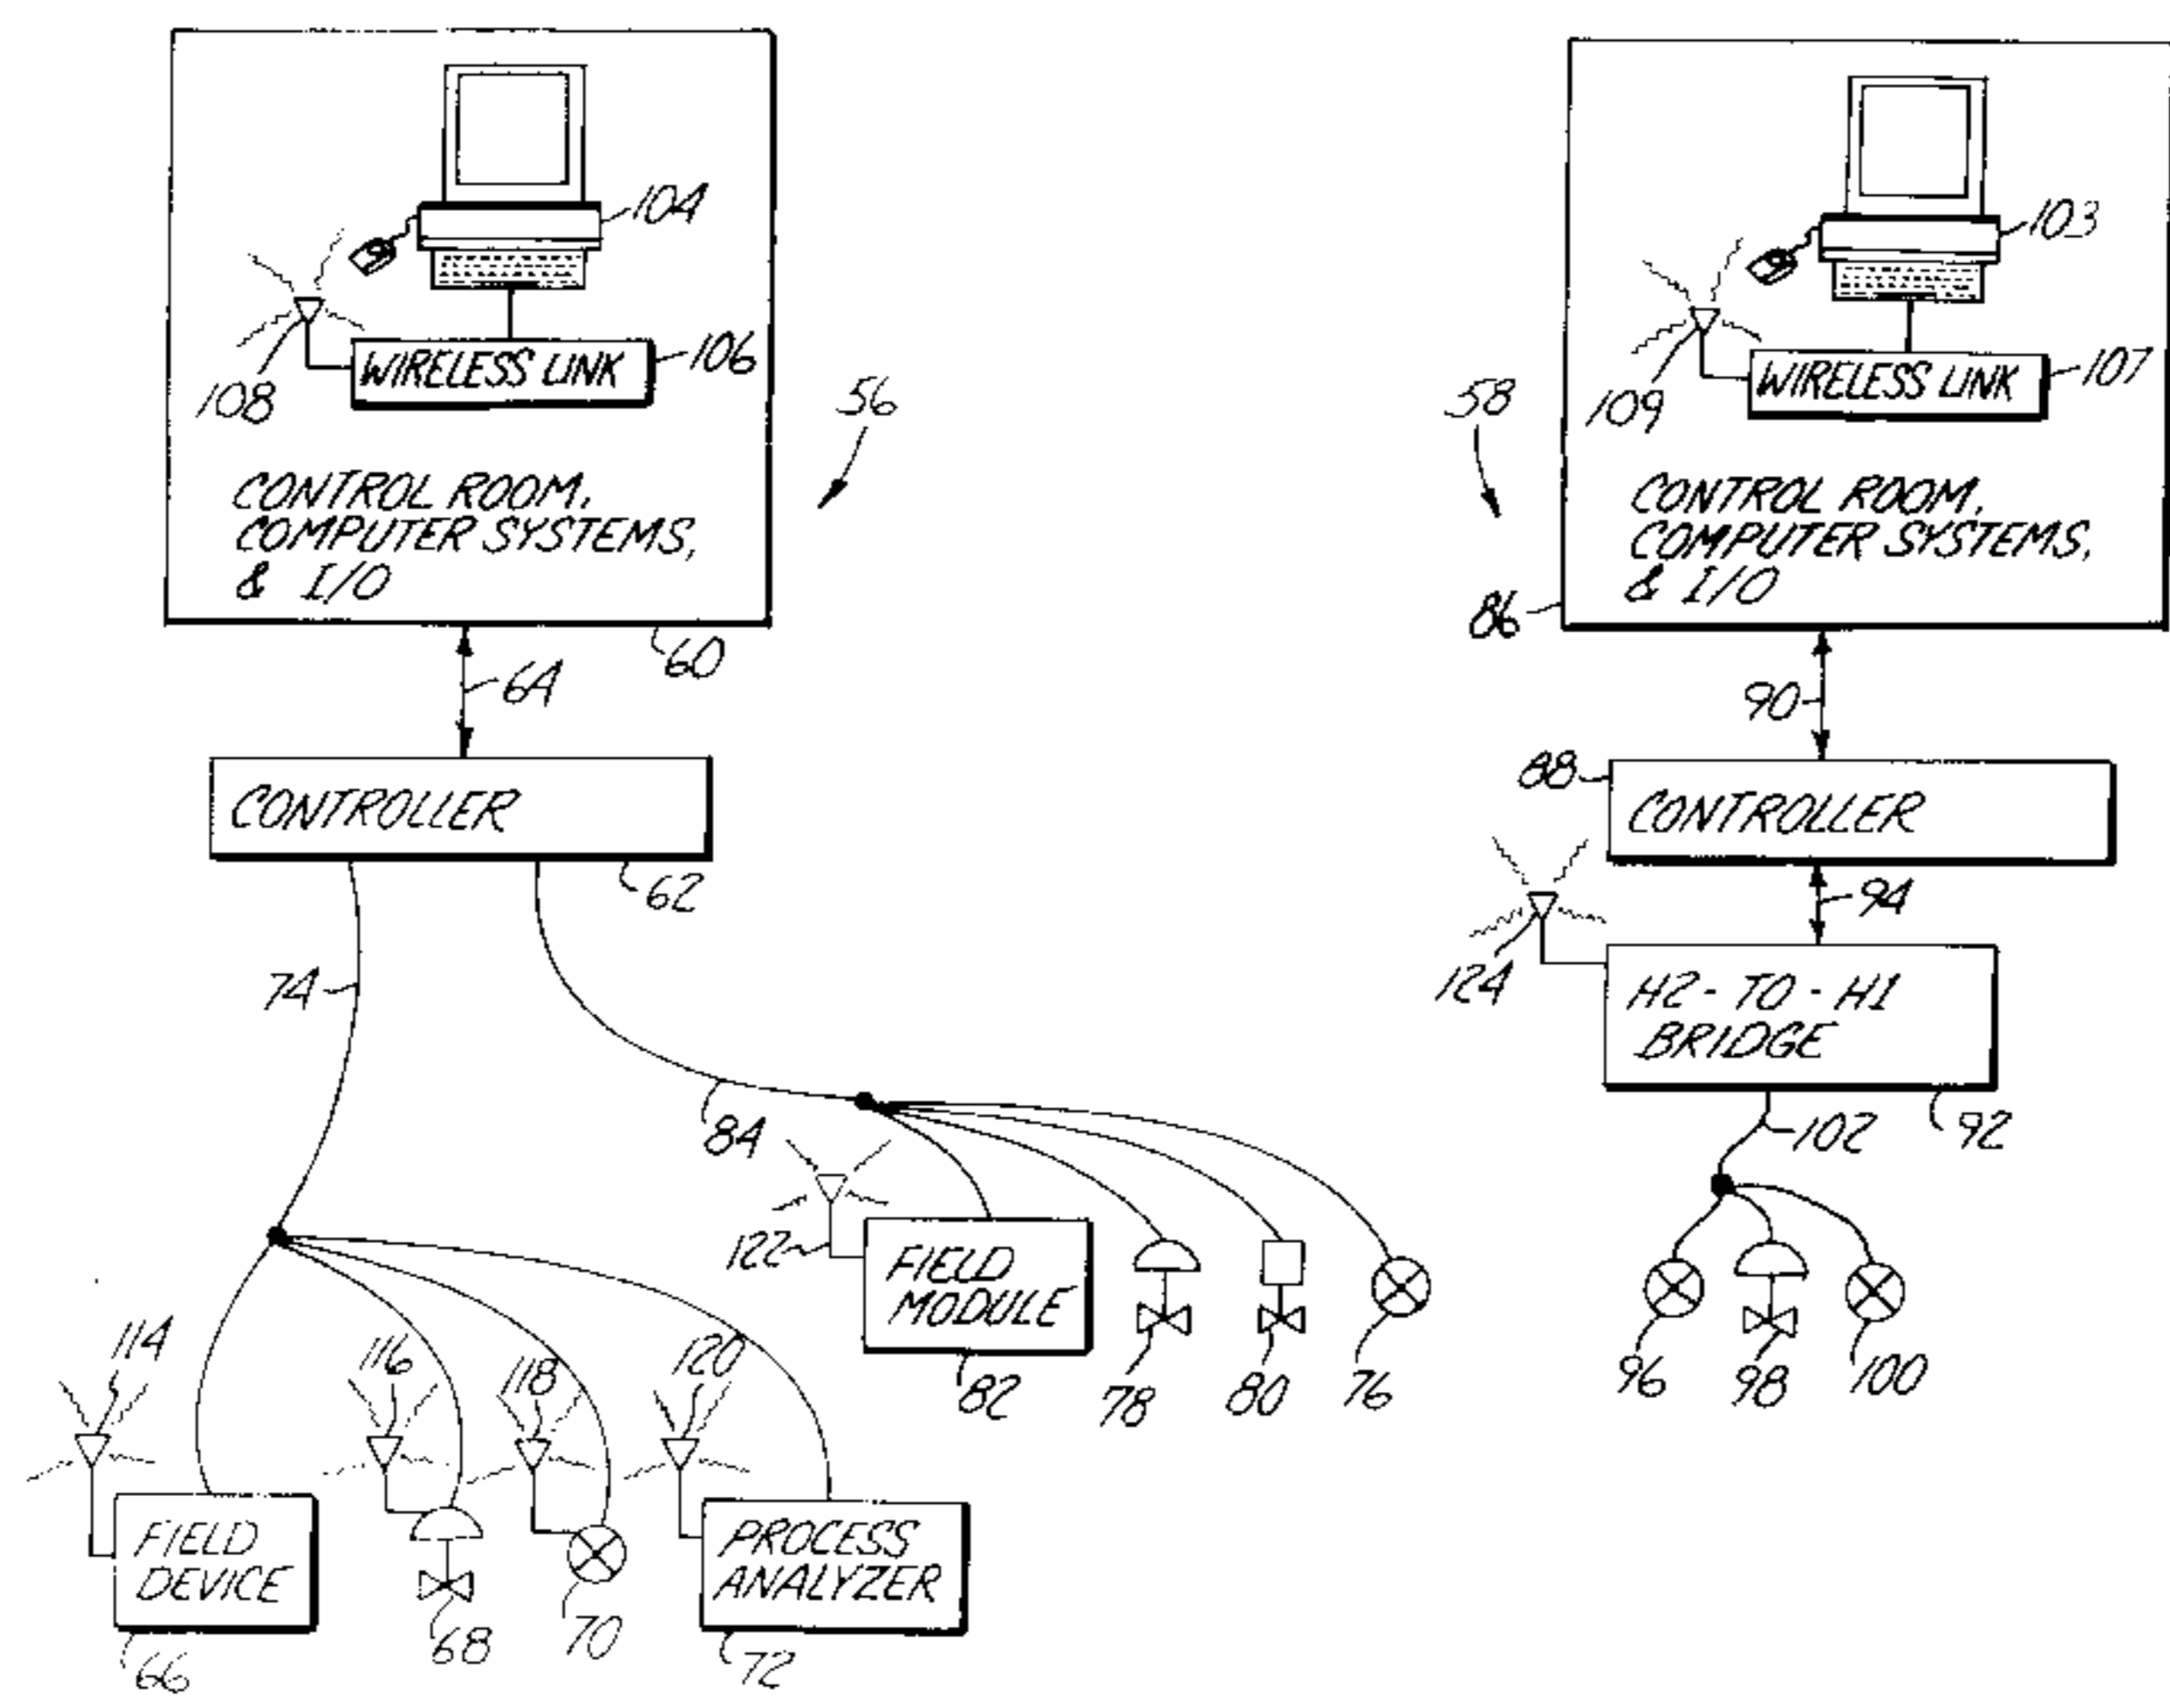 104
106
WIRELESS LINK
108
56
CONTROL ROOM,
COMPUTER SYSTEMS,
& I/O
60
64
CONTROLLER
62
74
84
122
FIELD
MODULE
82
78
80
76
114
116
118
120
FIELD
DEVICE
66
68
70
PROCESS
ANALYZER
72
103
107
WIRELESS LINK
109
58
CONTROL ROOM,
COMPUTER SYSTEMS,
& I/O
86
90
88
CONTROLLER
94
124
H2-TO-H1
BRIDGE
92
102
96
98
100